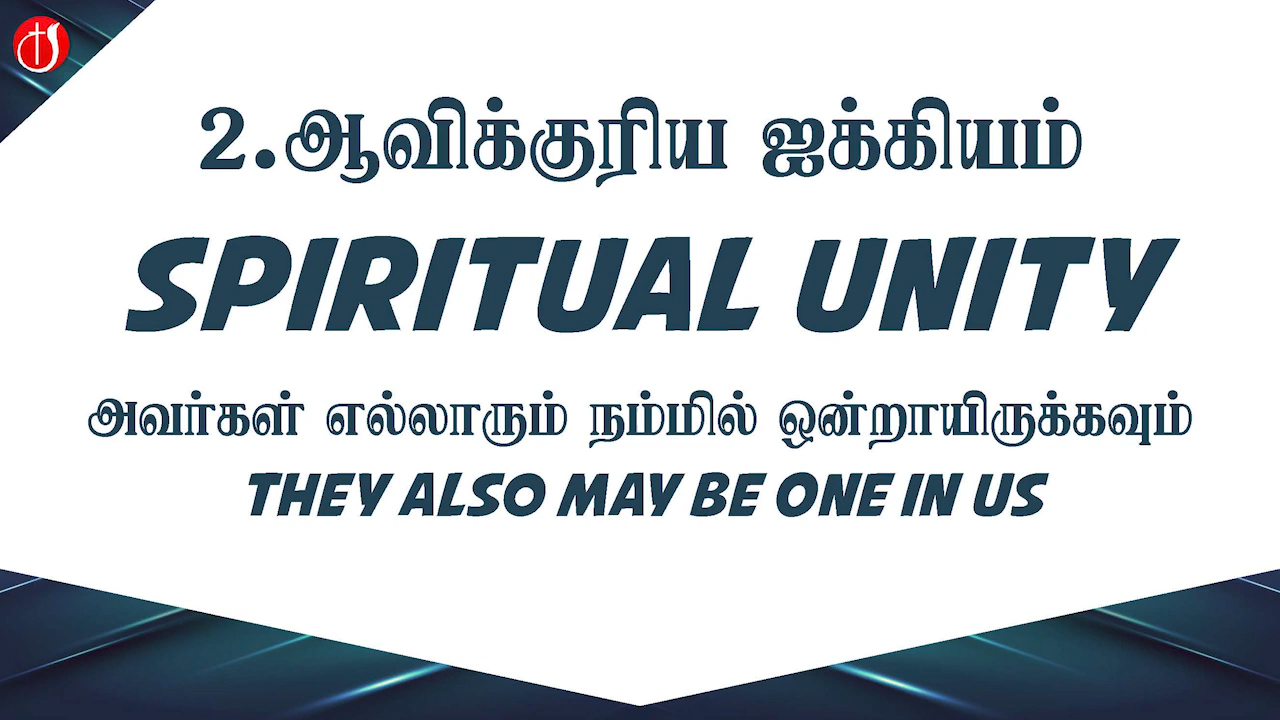 2.ஆவிக்குரிய ஐக்கியம்
SPIRITUAL UNITY
அவர்கள் எல்லாரும் நம்மில் ஒன்றாயிருக்கவும்
THEY ALSO MAY BE ONE IN US